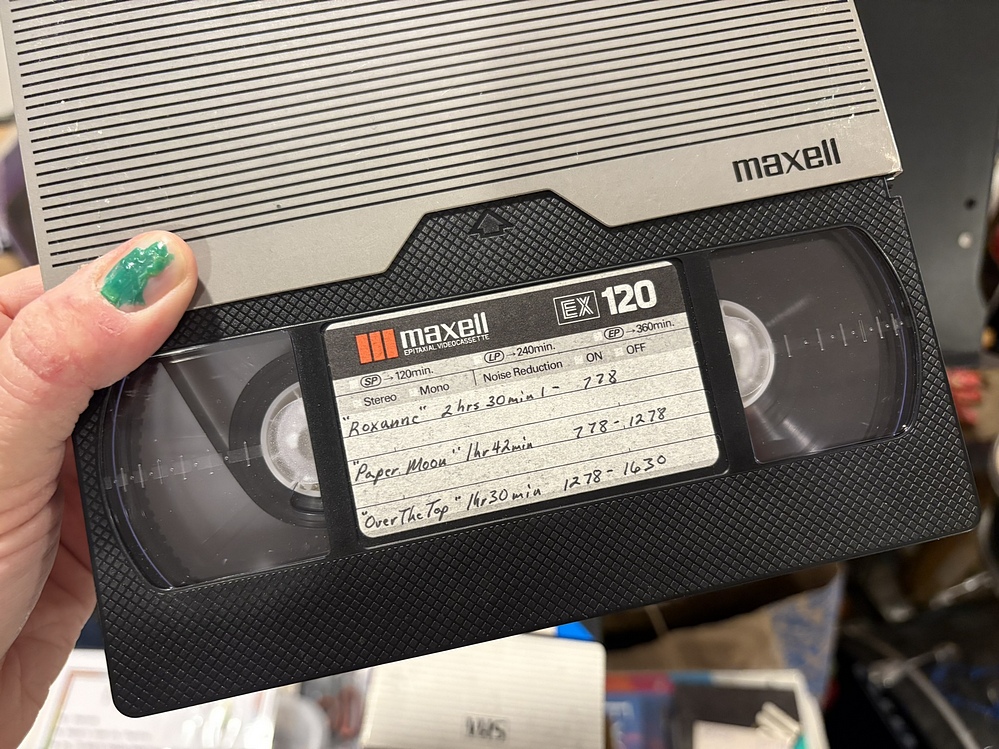 maxell
maxell EX 120
EPITAXIAL VIDEOCASSETTE
SP →120min. LP →240min. EP →360min.
Stereo Mono Noise Reduction ON OFF
"Roxanne" 2hrs 30min 1 - 778
"Paper Moon" 1hr 42min 778 - 1278
"Over The Top" 1hr 30min 1278 - 1630
VHS